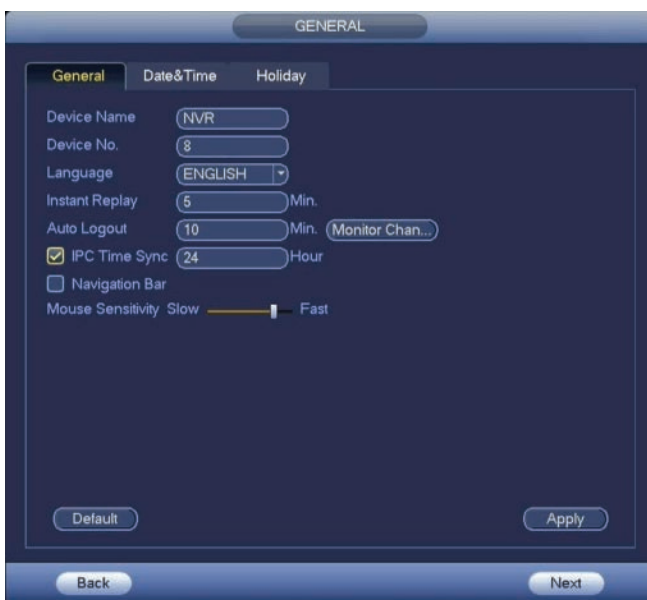 GENERAL
General Date&Time Holiday
Device Name NVR
Device No. 8
Language ENGLISH
Instant Replay 5 Min.
Auto Logout 10 Min. Monitor Chan...
IPC Time Sync 24 Hour
Navigation Bar
Mouse Sensitivity Slow Fast
Default Apply
Back Next